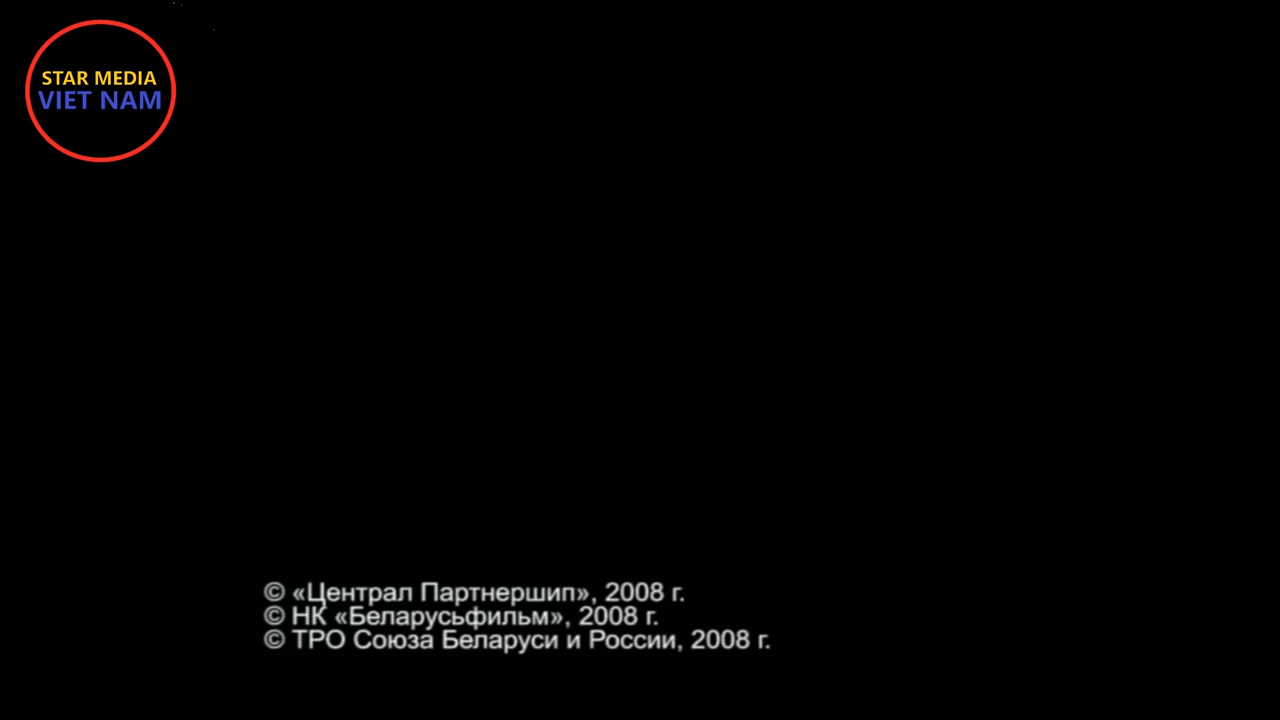 STAR MEDIA
VIET NAM
© «Централ Партнершип», 2008 г.
© НК «Беларусьфильм», 2008 г.
© ТРО Союза Беларуси и России, 2008 г.